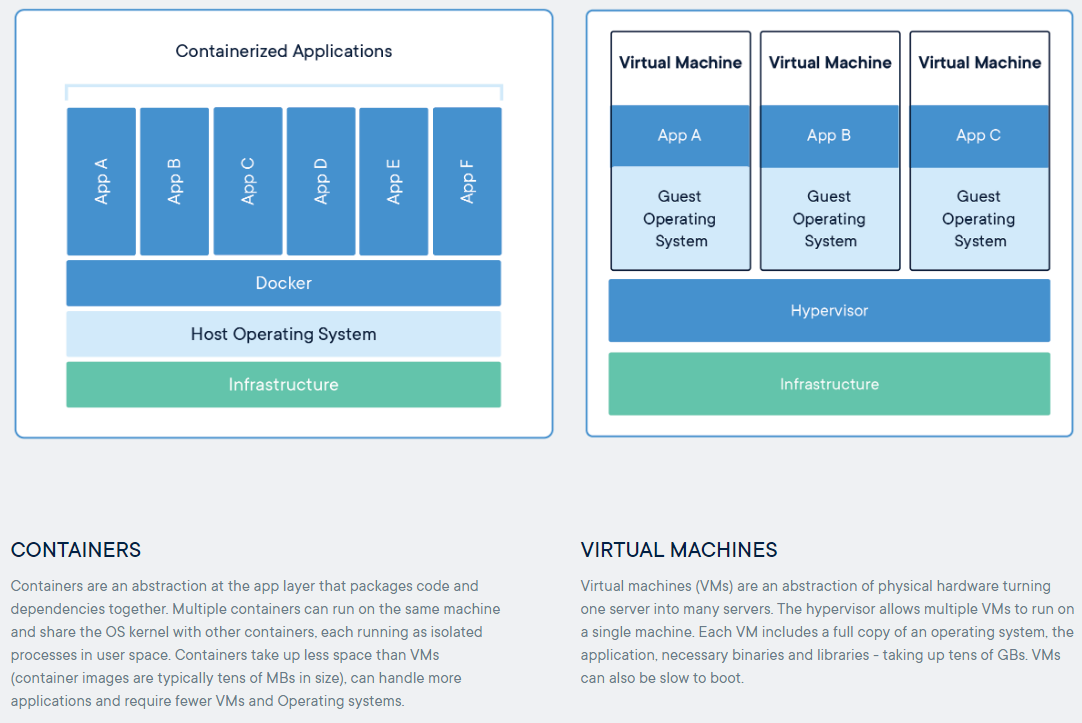 Containerized Applications
App A
App B
App C
App D
App E
App F
Docker
Host Operating System
Infrastructure
Virtual Machine
App A
Guest
Operating
System
Virtual Machine
App B
Guest
Operating
System
Virtual Machine
App C
Guest
Operating
System
Hypervisor
Infrastructure
CONTAINERS
Containers are an abstraction at the app layer that packages code and
dependencies together. Multiple containers can run on the same machine
and share the OS kernel with other containers, each running as isolated
processes in user space. Containers take up less space than VMs
(container images are typically tens of MBs in size), can handle more
applications and require fewer VMs and Operating systems.
VIRTUAL MACHINES
Virtual machines (VMs) are an abstraction of physical hardware turning
one server into many servers. The hypervisor allows multiple VMs to run on
a single machine. Each VM includes a full copy of an operating system, the
application, necessary binaries and libraries - taking up tens of GBs. VMs
can also be slow to boot.